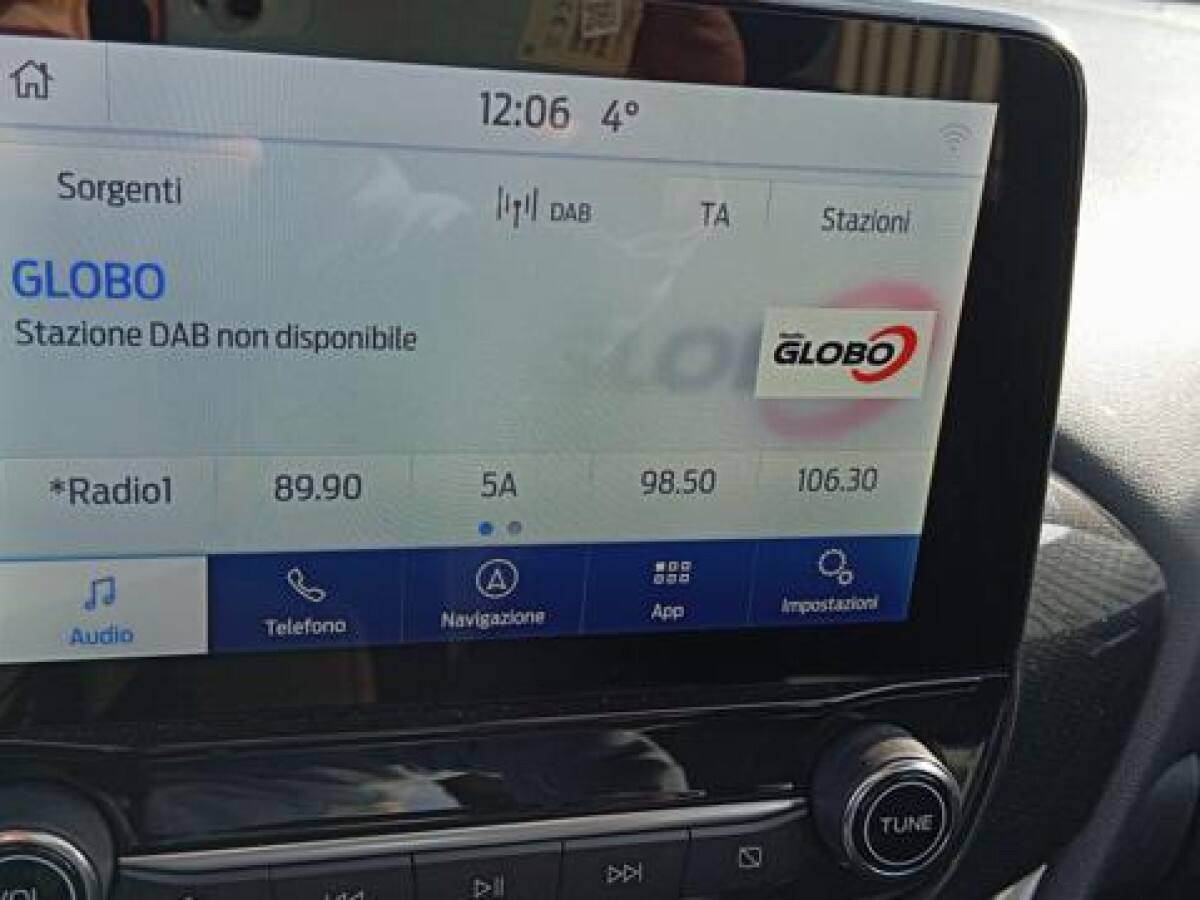 12:06 4°
Sorgenti
DAB
TA
Stazioni
GLOBO
Stazione DAB non disponibile
GLOBO
*Radio1
89.90
5A
98.50
106.30
Audio
Telefono
Navigazione
App
Impostazioni
TUNE
VOL